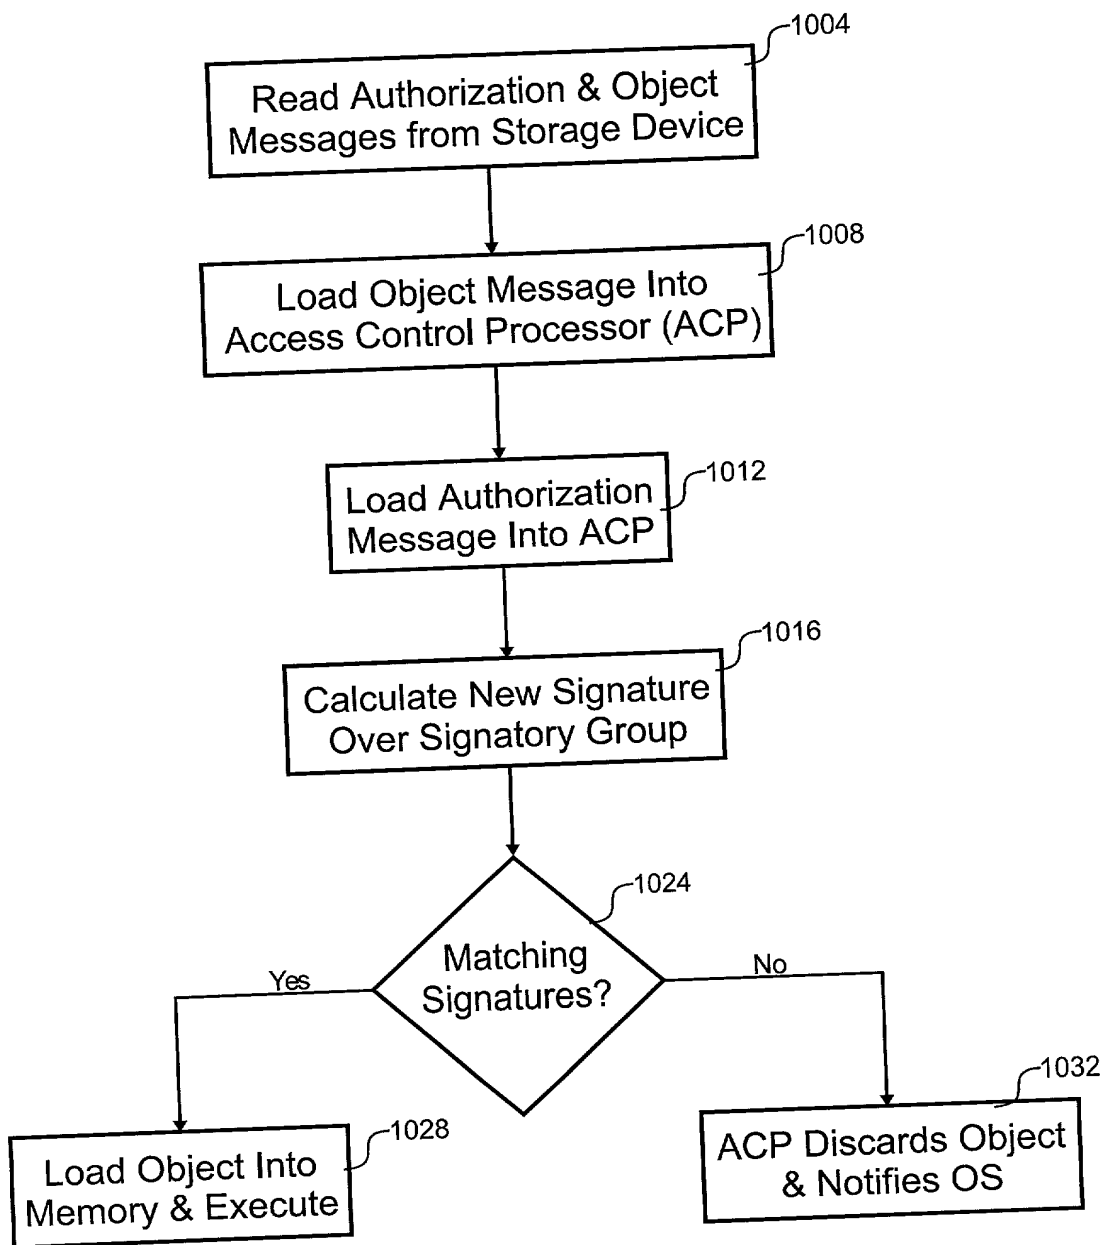 1004
Read Authorization & Object
Messages from Storage Device
1008
Load Object Message Into
Access Control Processor (ACP)
1012
Load Authorization
Message Into ACP
1016
Calculate New Signature
Over Signatory Group
1024
Matching
Signatures?
Yes
No
1028
Load Object Into
Memory & Execute
1032
ACP Discards Object
& Notifies OS